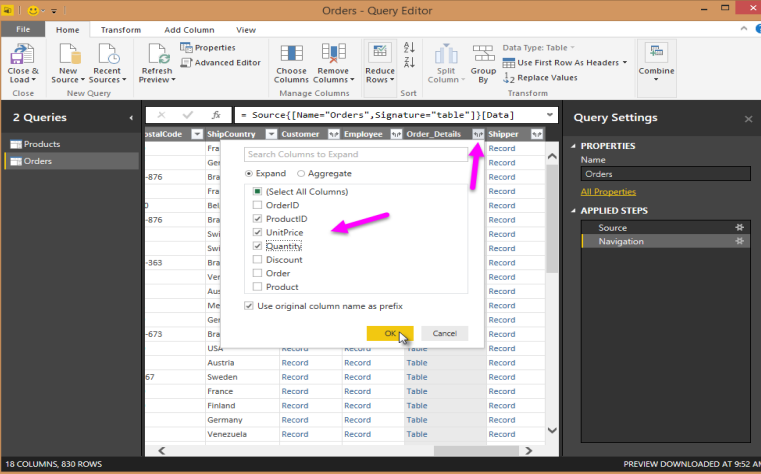 Orders - Query Editor
File Home Transform Add Column View
Close & Load
New Source
Recent Sources
Refresh Preview
Properties
Advanced Editor
Choose Columns
Remove Columns
Reduce Rows
Split Column
Group By
Data Type: Table
Use First Row As Headers
Replace Values
Combine
Close New Query Manage Columns Sort Transform
2 Queries
Products
Orders
fx = Source{[Name="Orders",Signature="table"]}[Data]
ostalCode ShipCountry Customer Employee Order_Details Shipper
Search Columns to Expand
Expand Aggregate
(Select All Columns)
OrderID
ProductID
UnitPrice
Quantity
Discount
Order
Product
Use original column name as prefix
OK Cancel
Fra Record
Ger Record
-876 Bra Record
Fra Record
0 Bel Record
-876 Bra Record
Swi Record
Swi Record
-363 Bra Record
Ver Record
Aus Record
Me Record
Ger Record
-673 Bra Record
USA Record Record Table Record
Austria Record Record Table Record
67 Sweden Record Record Table Record
France Record Record Table Record
Finland Record Record Table Record
Germany Record Record Table Record
Venezuela Record Record Table Record
Query Settings
PROPERTIES
Name
Orders
All Properties
APPLIED STEPS
Source
Navigation
18 COLUMNS, 830 ROWS PREVIEW DOWNLOADED AT 9:52 AM